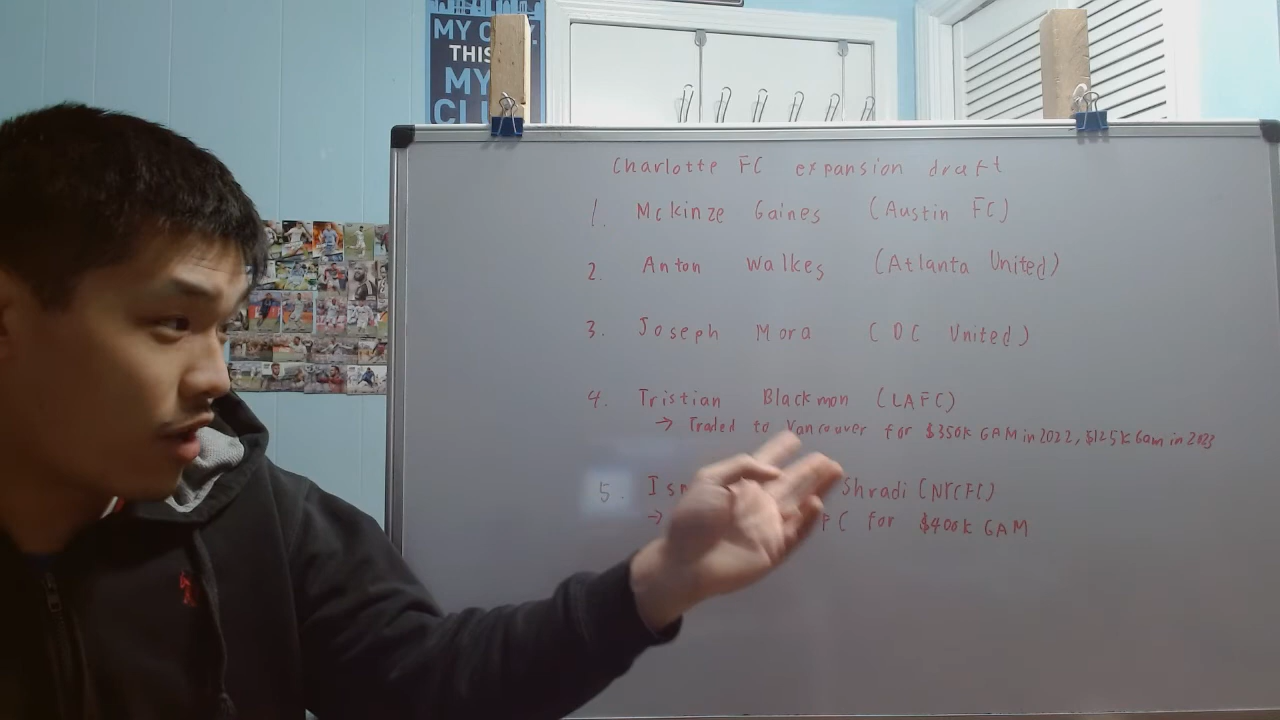 MY
THIS
MY
Charlotte FC expansion draft
1. Mckinze Gaines (Austin FC)
2. Anton Walkes (Atlanta United)
3. Joseph Mora (DC United)
4. Tristian Blackmon (LAFC)
→ Traded to Vancouver for $350k GAM in 2022, $125k Gam in 2023
5. Shradi (NYCFC)
→ for $400k GAM